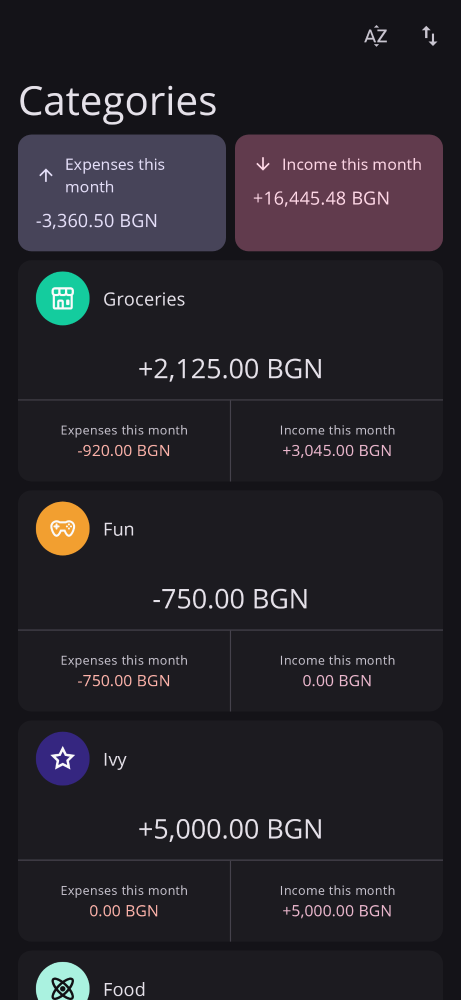 AZ
Categories
Expenses this
month
-3,360.50 BGN
Income this month
+16,445.48 BGN
Groceries
+2,125.00 BGN
Expenses this month
-920.00 BGN
Income this month
+3,045.00 BGN
Fun
-750.00 BGN
Expenses this month
-750.00 BGN
Income this month
0.00 BGN
Ivy
+5,000.00 BGN
Expenses this month
0.00 BGN
Income this month
+5,000.00 BGN
Food